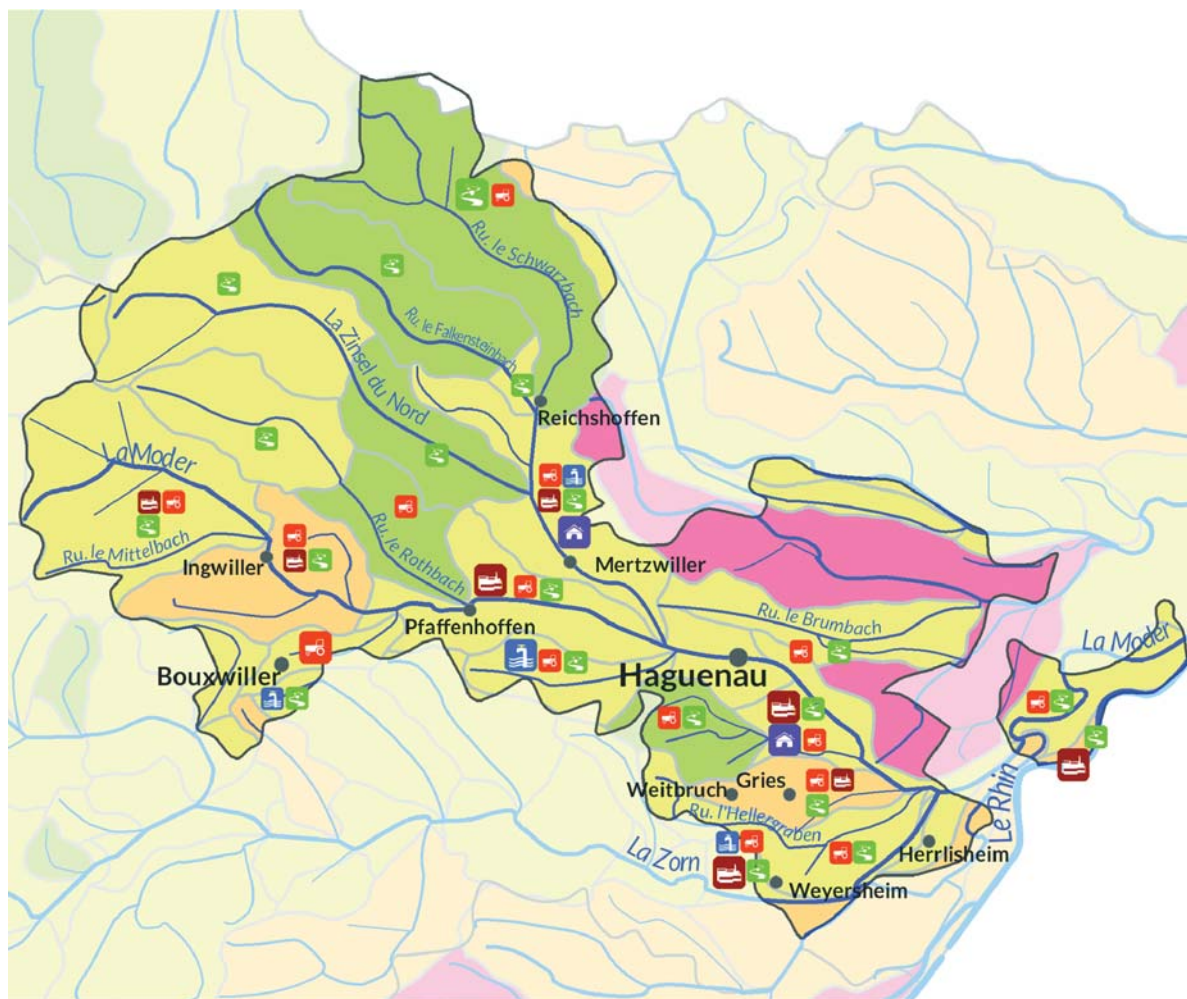 Ru. le Schwarzbach
Ru. le Falkensteinbach
La Zinsel du Nord
Reichshoffen
La Moder
Ru. le Mittelbach
Ingwiller
Ru. le Rothbach
Mertzwiller
Pfaffenhoffen
Ru. le Brumbach
La Moder
Bouxwiller
Haguenau
Weitbruch
Gries
Le Rhin
Ru. l'Hellergraben
La Zorn
Herrlisheim
Weyersheim